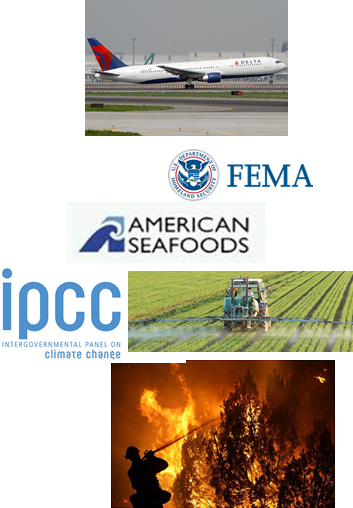 DELTA
U.S. DEPARTMENT OF
HOMELAND SECURITY
FEMA
AMERICAN
SEAFOODS
ipcc
INTERGOVERNMENTAL PANEL ON
climate change